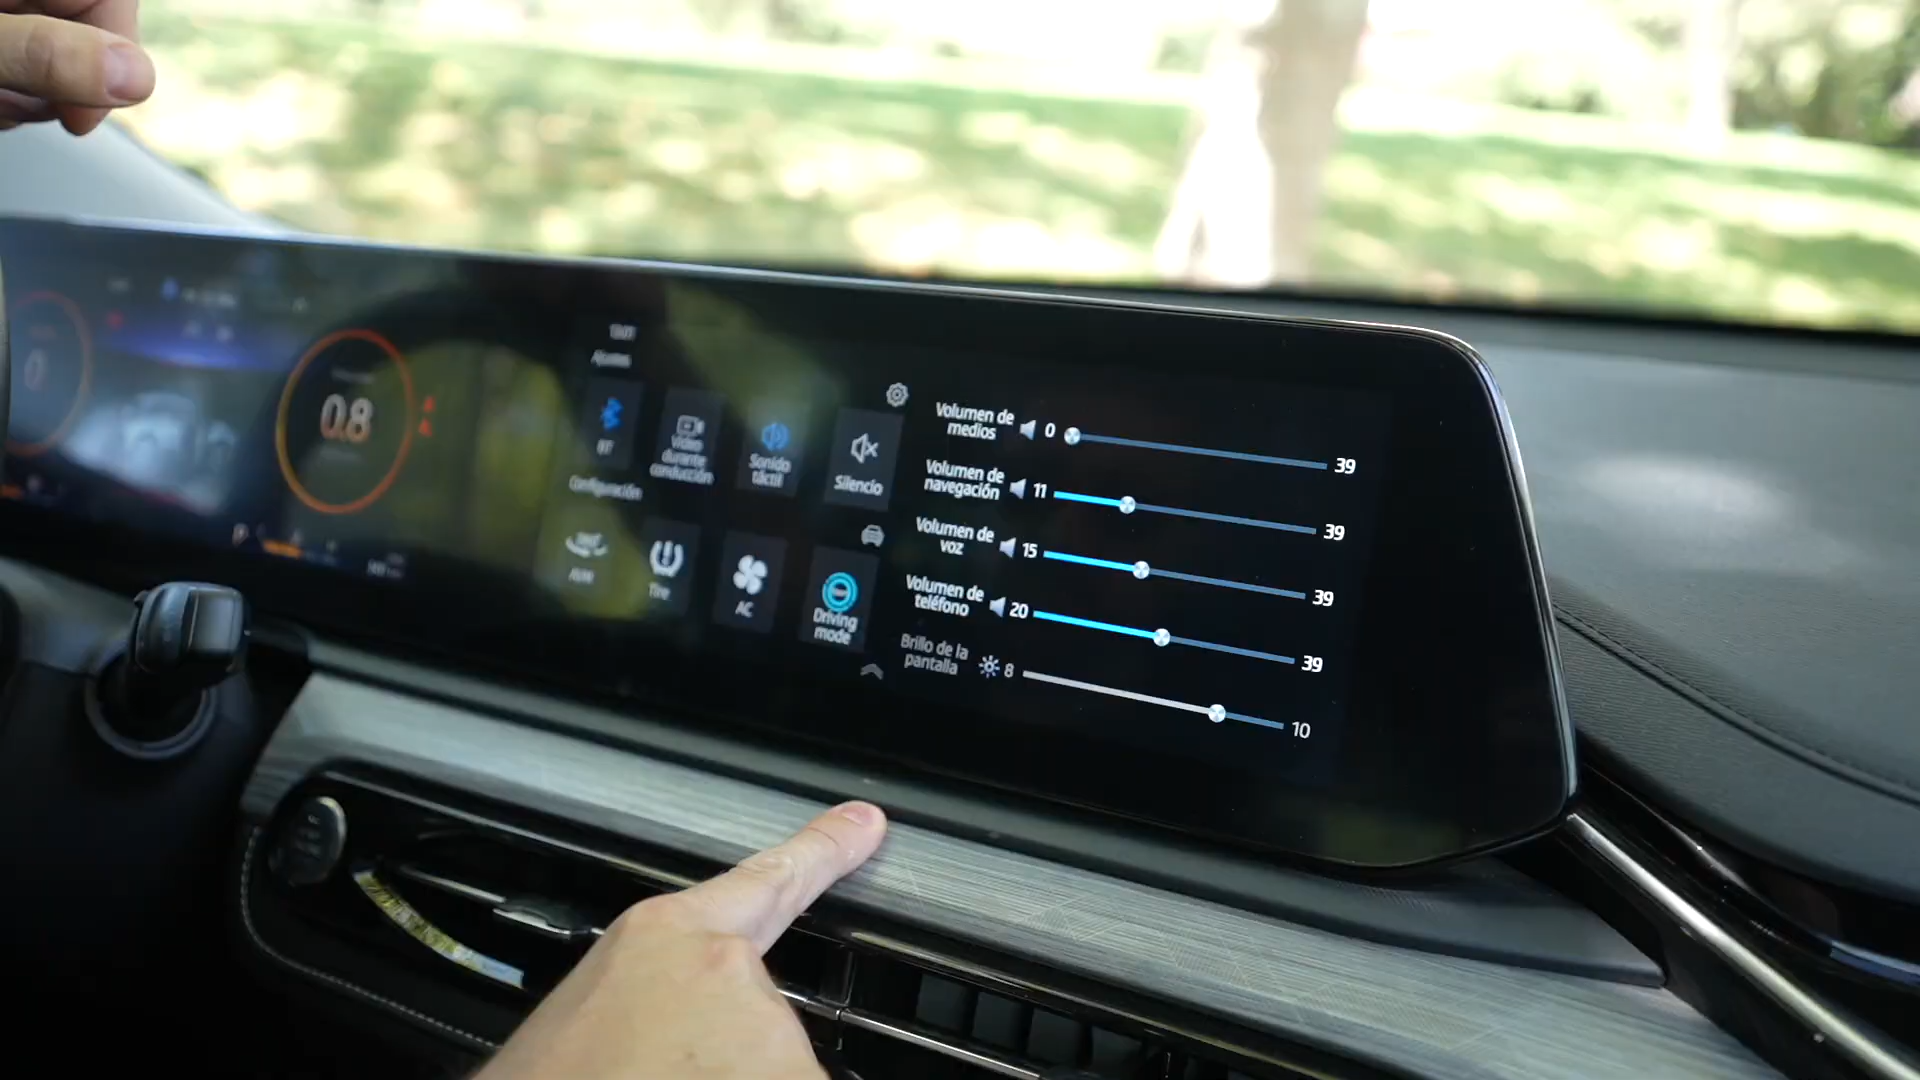 0
0.8
Ajustes
BT
Video
durante
conducción
Sonido
táctil
Silencio
Configuración
AVM
Tire
AC
Driving
mode
Volumen de
medios
0
39
Volumen de
navegación
11
39
Volumen de
voz
15
39
Volumen de
teléfono
20
39
Brillo de la
pantalla
8
10